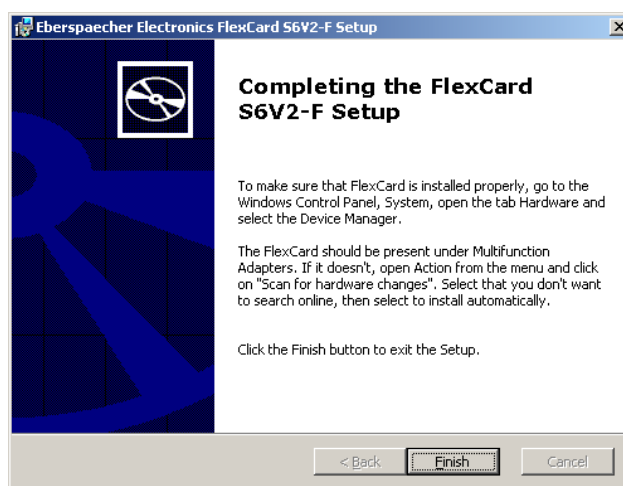 Eberspaecher Electronics FlexCard S6V2-F Setup
Completing the FlexCard
S6V2-F Setup
To make sure that FlexCard is installed properly, go to the
Windows Control Panel, System, open the tab Hardware and
select the Device Manager.
The FlexCard should be present under Multifunction
Adapters. If it doesn't, open Action from the menu and click
on "Scan for hardware changes". Select that you don't want
to search online, then select to install automatically.
Click the Finish button to exit the Setup.
< Back
Finish
Cancel